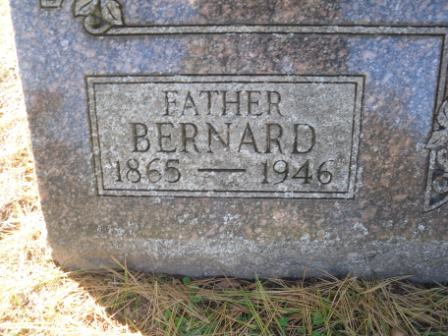 FATHER
BERNARD
1865 — 1946